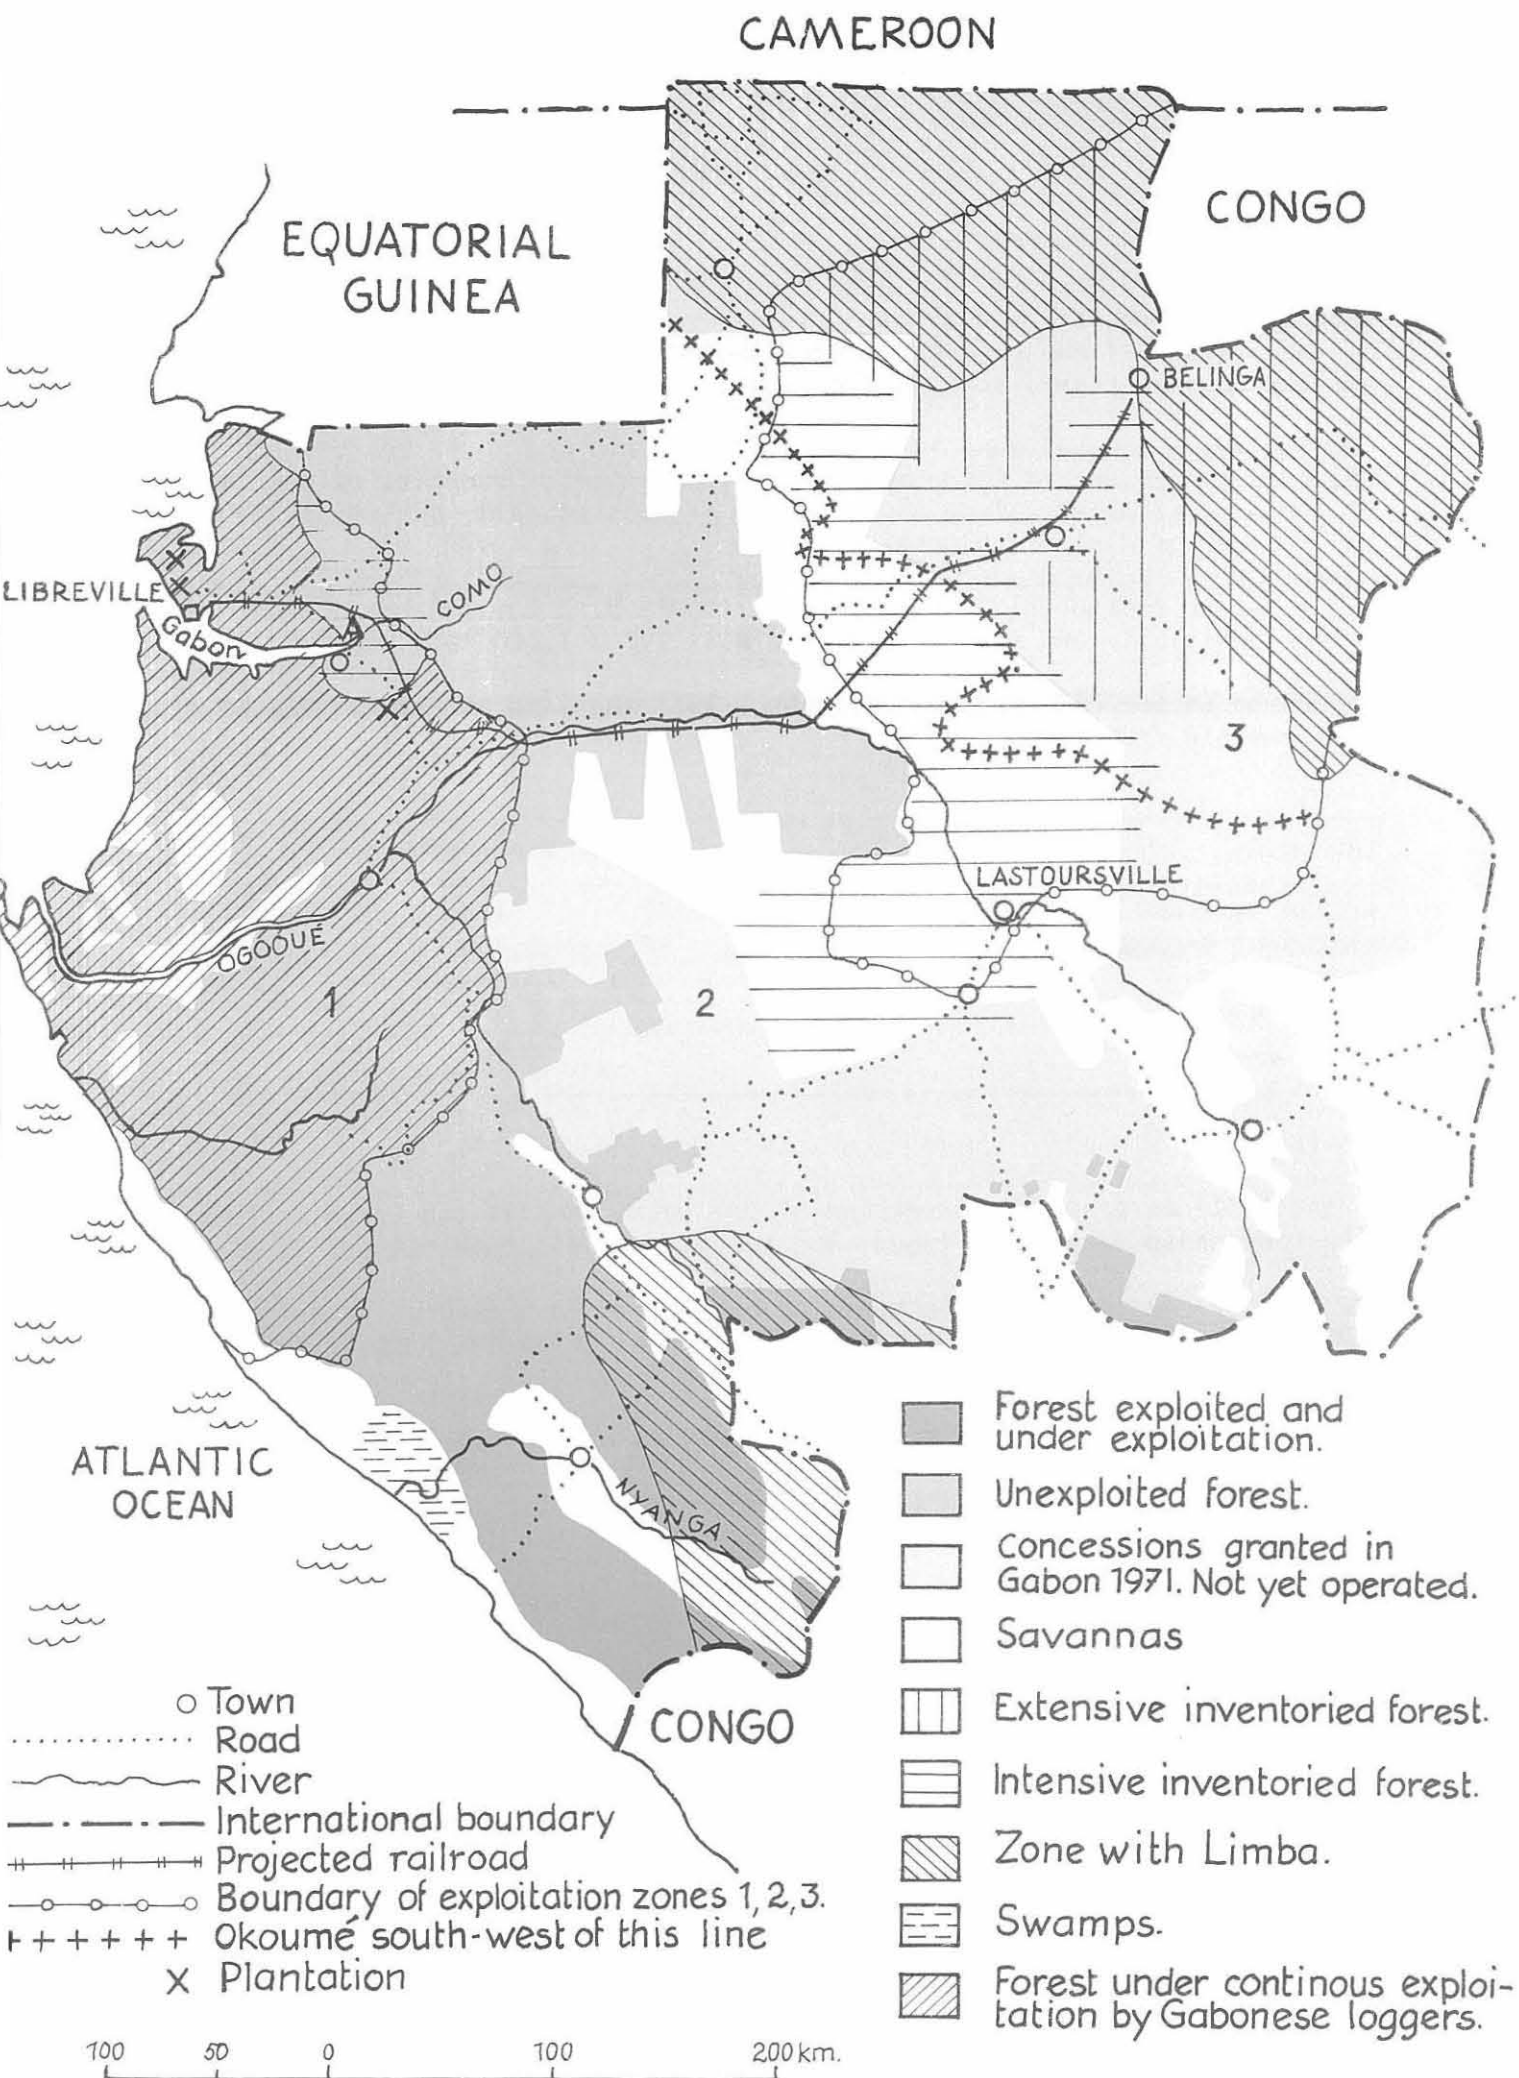 CAMEROON
CONGO
EQUATORIAL
GUINEA
BELINGA
COMO
LIBREVILLE
Gabon
A
3
LASTOURSVILLE
OGOOUÉ
1
2
ATLANTIC
OCEAN
NYANGA
CONGO
Town
Road
River
International boundary
Projected railroad
Boundary of exploitation zones 1, 2, 3.
Okoumé south-west of this line
Plantation
100 50 0 100 200 km.
Forest exploited and
under exploitation.
Unexploited forest.
Concessions granted in
Gabon 1971. Not yet operated.
Savannas
Extensive inventoried forest.
Intensive inventoried forest.
Zone with Limba.
Swamps.
Forest under continous exploi-
tation by Gabonese loggers.